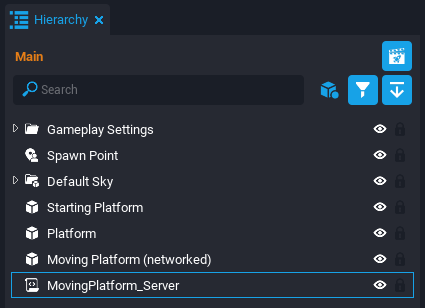 Hierarchy
Main
Search
Gameplay Settings
Spawn Point
Default Sky
Starting Platform
Platform
Moving Platform (networked)
MovingPlatform_Server